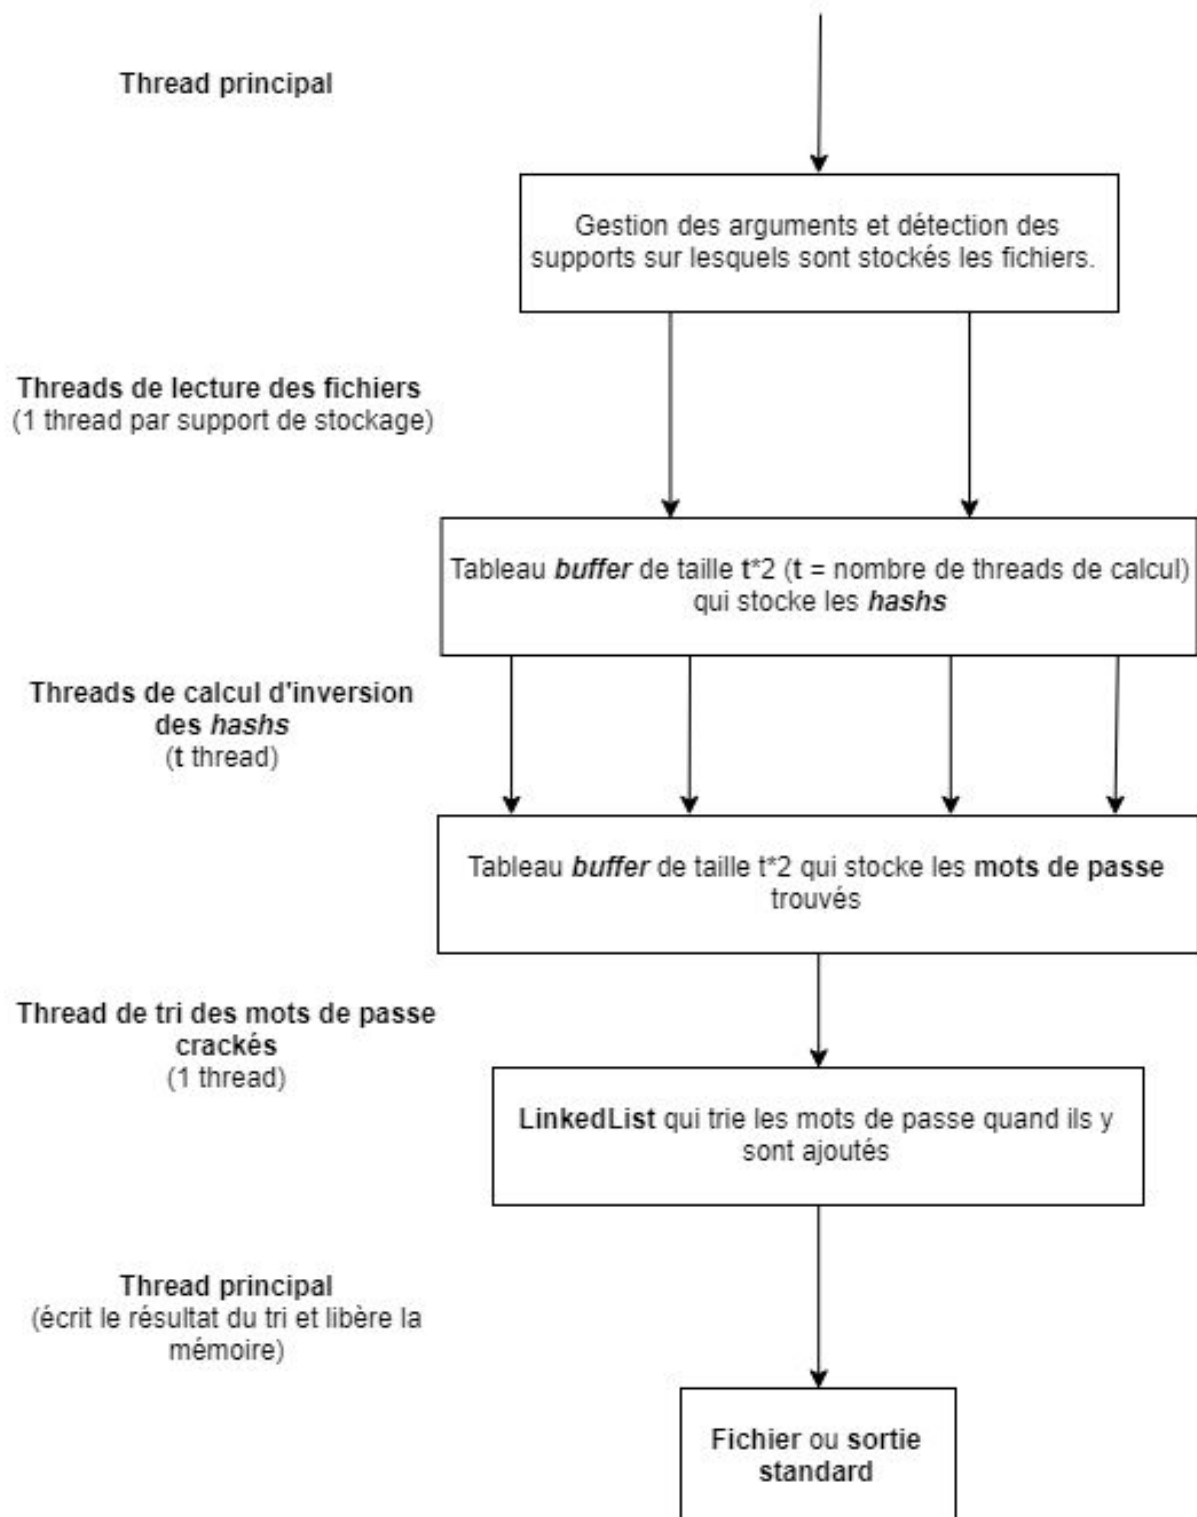 Thread principal
Gestion des arguments et détection des
supports sur lesquels sont stockés les fichiers.
Threads de lecture des fichiers
(1 thread par support de stockage)
Tableau buffer de taille t*2 (t = nombre de threads de calcul)
qui stocke les hashs
Threads de calcul d'inversion
des hashs
(t thread)
Tableau buffer de taille t*2 qui stocke les mots de passe
trouvés
Thread de tri des mots de passe
crackés
(1 thread)
LinkedList qui trie les mots de passe quand ils y
sont ajoutés
Thread principal
(écrit le résultat du tri et libère la
mémoire)
Fichier ou sortie
standard